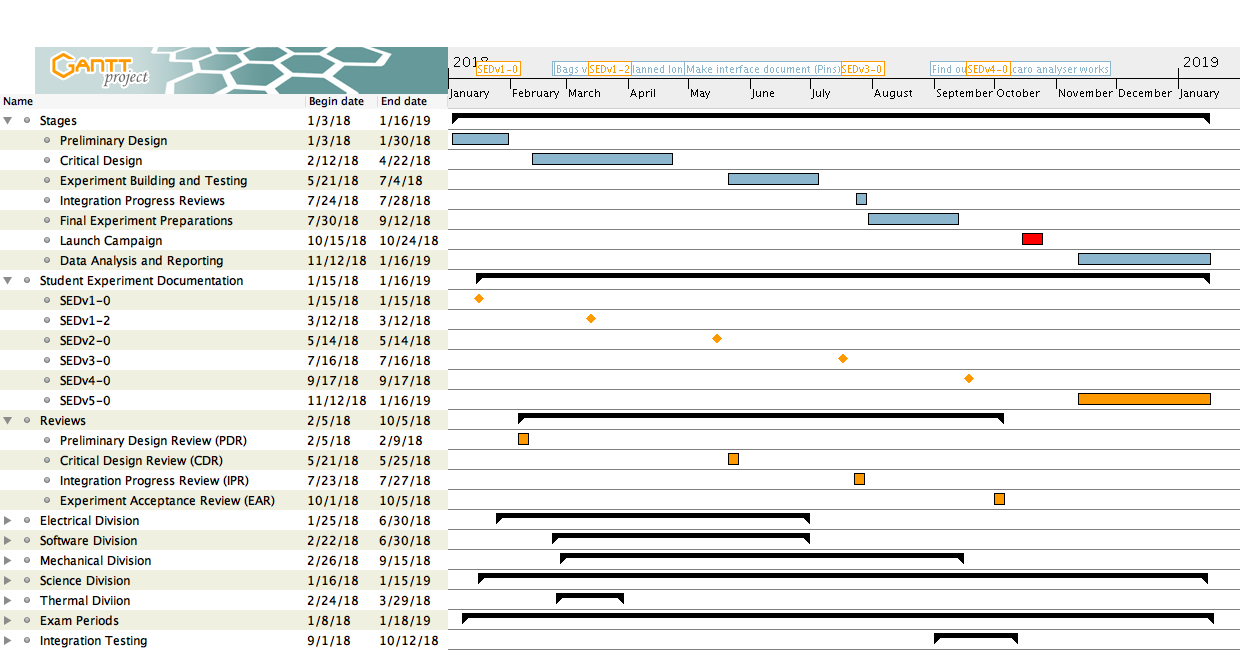 GANTT
project
2018
2019
SEDv1-0
Bags v
SEDv1-2
lanned lon
Make interface document (Pins)
SEDv3-0
Find ou
SEDv4-0
caro analyser works
January February March April May June July August September October November December January
Name Begin date End date
Stages 1/3/18 1/16/19
Preliminary Design 1/3/18 1/30/18
Critical Design 2/12/18 4/22/18
Experiment Building and Testing 5/21/18 7/4/18
Integration Progress Reviews 7/24/18 7/28/18
Final Experiment Preparations 7/30/18 9/12/18
Launch Campaign 10/15/18 10/24/18
Data Analysis and Reporting 11/12/18 1/16/19
Student Experiment Documentation 1/15/18 1/16/19
SEDv1-0 1/15/18 1/15/18
SEDv1-2 3/12/18 3/12/18
SEDv2-0 5/14/18 5/14/18
SEDv3-0 7/16/18 7/16/18
SEDv4-0 9/17/18 9/17/18
SEDv5-0 11/12/18 1/16/19
Reviews 2/5/18 10/5/18
Preliminary Design Review (PDR) 2/5/18 2/9/18
Critical Design Review (CDR) 5/21/18 5/25/18
Integration Progress Review (IPR) 7/23/18 7/27/18
Experiment Acceptance Review (EAR) 10/1/18 10/5/18
Electrical Division 1/25/18 6/30/18
Software Division 2/22/18 6/30/18
Mechanical Division 2/26/18 9/15/18
Science Division 1/16/18 1/15/19
Thermal Diviion 2/24/18 3/29/18
Exam Periods 1/8/18 1/18/19
Integration Testing 9/1/18 10/12/18